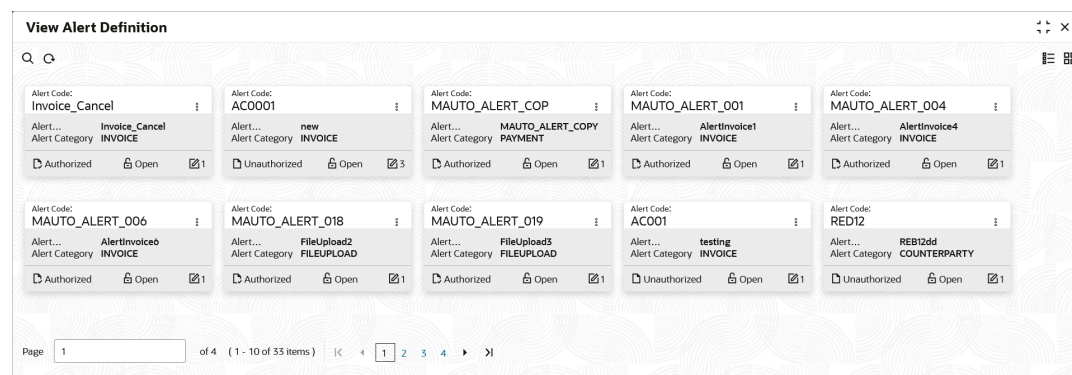 View Alert Definition
Alert Code:
Invoice_Cancel
Alert... Invoice_Cancel
Alert Category INVOICE
Authorized Open 1
Alert Code:
AC0001
Alert... new
Alert Category INVOICE
Unauthorized Open 3
Alert Code:
MAUTO_ALERT_COP
Alert... MAUTO_ALERT_COPY
Alert Category PAYMENT
Authorized Open 1
Alert Code:
MAUTO_ALERT_001
Alert... AlertInvoice1
Alert Category INVOICE
Authorized Open 1
Alert Code:
MAUTO_ALERT_004
Alert... AlertInvoice4
Alert Category INVOICE
Authorized Open 1
Alert Code:
MAUTO_ALERT_006
Alert... AlertInvoice6
Alert Category INVOICE
Authorized Open 1
Alert Code:
MAUTO_ALERT_018
Alert... FileUpload2
Alert Category FILEUPLOAD
Authorized Open 1
Alert Code:
MAUTO_ALERT_019
Alert... FileUpload3
Alert Category FILEUPLOAD
Authorized Open 1
Alert Code:
AC001
Alert... testing
Alert Category INVOICE
Unauthorized Open 1
Alert Code:
RED12
Alert... REB12dd
Alert Category COUNTERPARTY
Unauthorized Open 1
Page 1 of 4 (1 - 10 of 33 items) 1 2 3 4